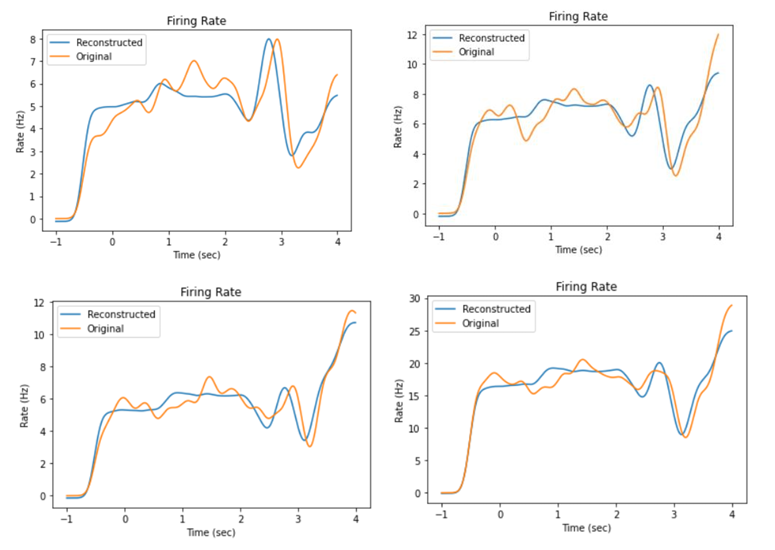 Firing Rate
Reconstructed
Original
Rate (Hz)
8
7
6
5
4
3
2
1
0
-1 0 1 2 3 4
Time (sec)
Firing Rate
Reconstructed
Original
Rate (Hz)
12
10
8
6
4
2
0
-1 0 1 2 3 4
Time (sec)
Firing Rate
Reconstructed
Original
Rate (Hz)
12
10
8
6
4
2
0
-1 0 1 2 3 4
Time (sec)
Firing Rate
Reconstructed
Original
Rate (Hz)
30
25
20
15
10
5
0
-1 0 1 2 3 4
Time (sec)